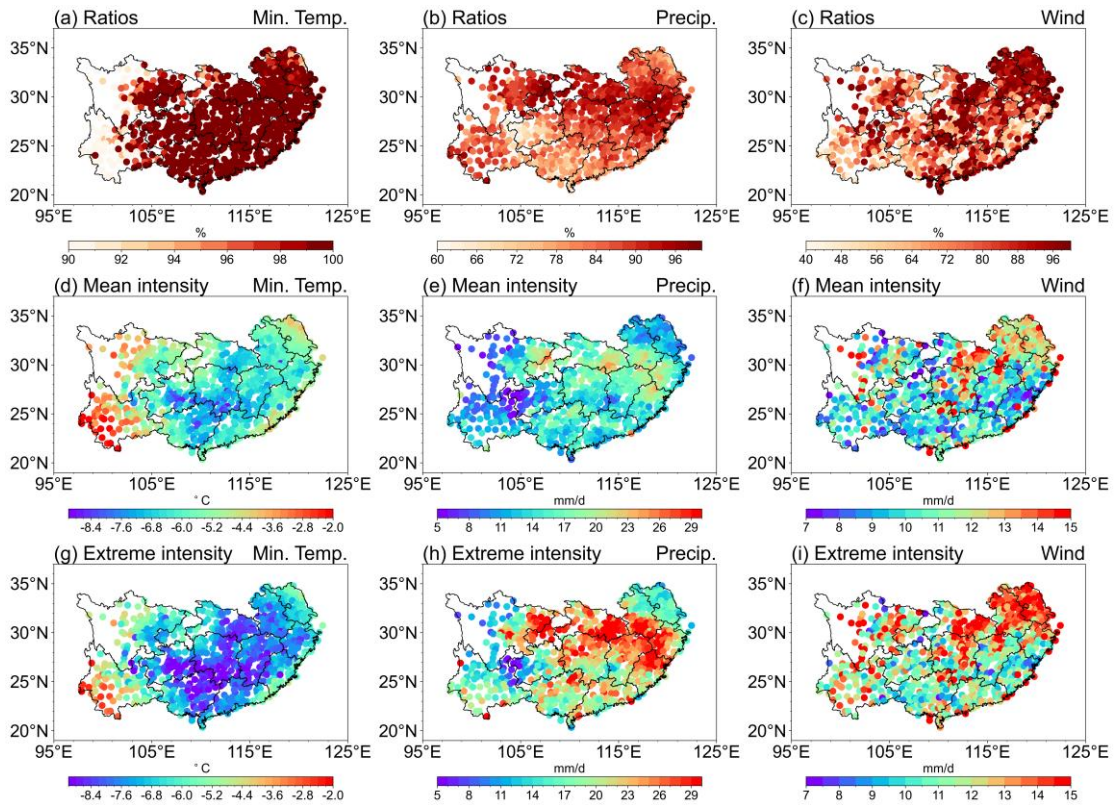 (a) Ratios Min. Temp. (b) Ratios Precip. (c) Ratios Wind
35°N 35°N 35°N
30°N 30°N 30°N
25°N 25°N 25°N
20°N 20°N 20°N
95°E 105°E 115°E 125°E 95°E 105°E 115°E 125°E 95°E 105°E 115°E 125°E
% % %
90 92 94 96 98 100 60 66 72 78 84 90 96 40 48 56 64 72 80 88 96
(d) Mean intensity Min. Temp. (e) Mean intensity Precip. (f) Mean intensity Wind
35°N 35°N 35°N
30°N 30°N 30°N
25°N 25°N 25°N
20°N 20°N 20°N
95°E 105°E 115°E 125°E 95°E 105°E 115°E 125°E 95°E 105°E 115°E 125°E
°C mm/d mm/d
-8.4 -7.6 -6.8 -6.0 -5.2 -4.4 -3.6 -2.8 -2.0 5 8 11 14 17 20 23 26 29 7 8 9 10 11 12 13 14 15
(g) Extreme intensity Min. Temp. (h) Extreme intensity Precip. (i) Extreme intensity Wind
35°N 35°N 35°N
30°N 30°N 30°N
25°N 25°N 25°N
20°N 20°N 20°N
95°E 105°E 115°E 125°E 95°E 105°E 115°E 125°E 95°E 105°E 115°E 125°E
°C mm/d mm/d
-8.4 -7.6 -6.8 -6.0 -5.2 -4.4 -3.6 -2.8 -2.0 5 8 11 14 17 20 23 26 29 7 8 9 10 11 12 13 14 15